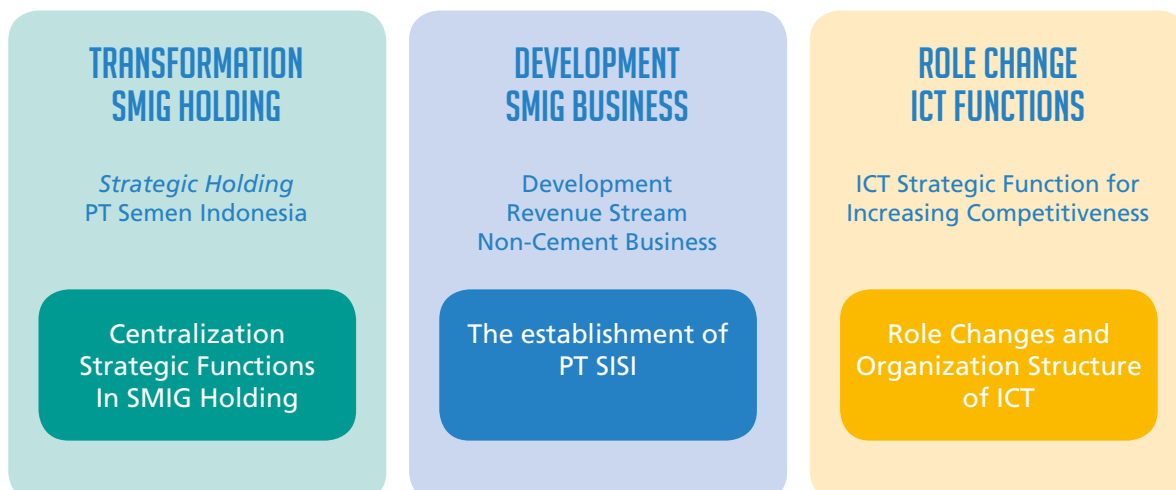 TRANSFORMATION
SMIG HOLDING
Strategic Holding
PT Semen Indonesia
Centralization
Strategic Functions
In SMIG Holding
DEVELOPMENT
SMIG BUSINESS
Development
Revenue Stream
Non-Cement Business
The establishment of
PT SISI
ROLE CHANGE
ICT FUNCTIONS
ICT Strategic Function for
Increasing Competitiveness
Role Changes and
Organization Structure
of ICT